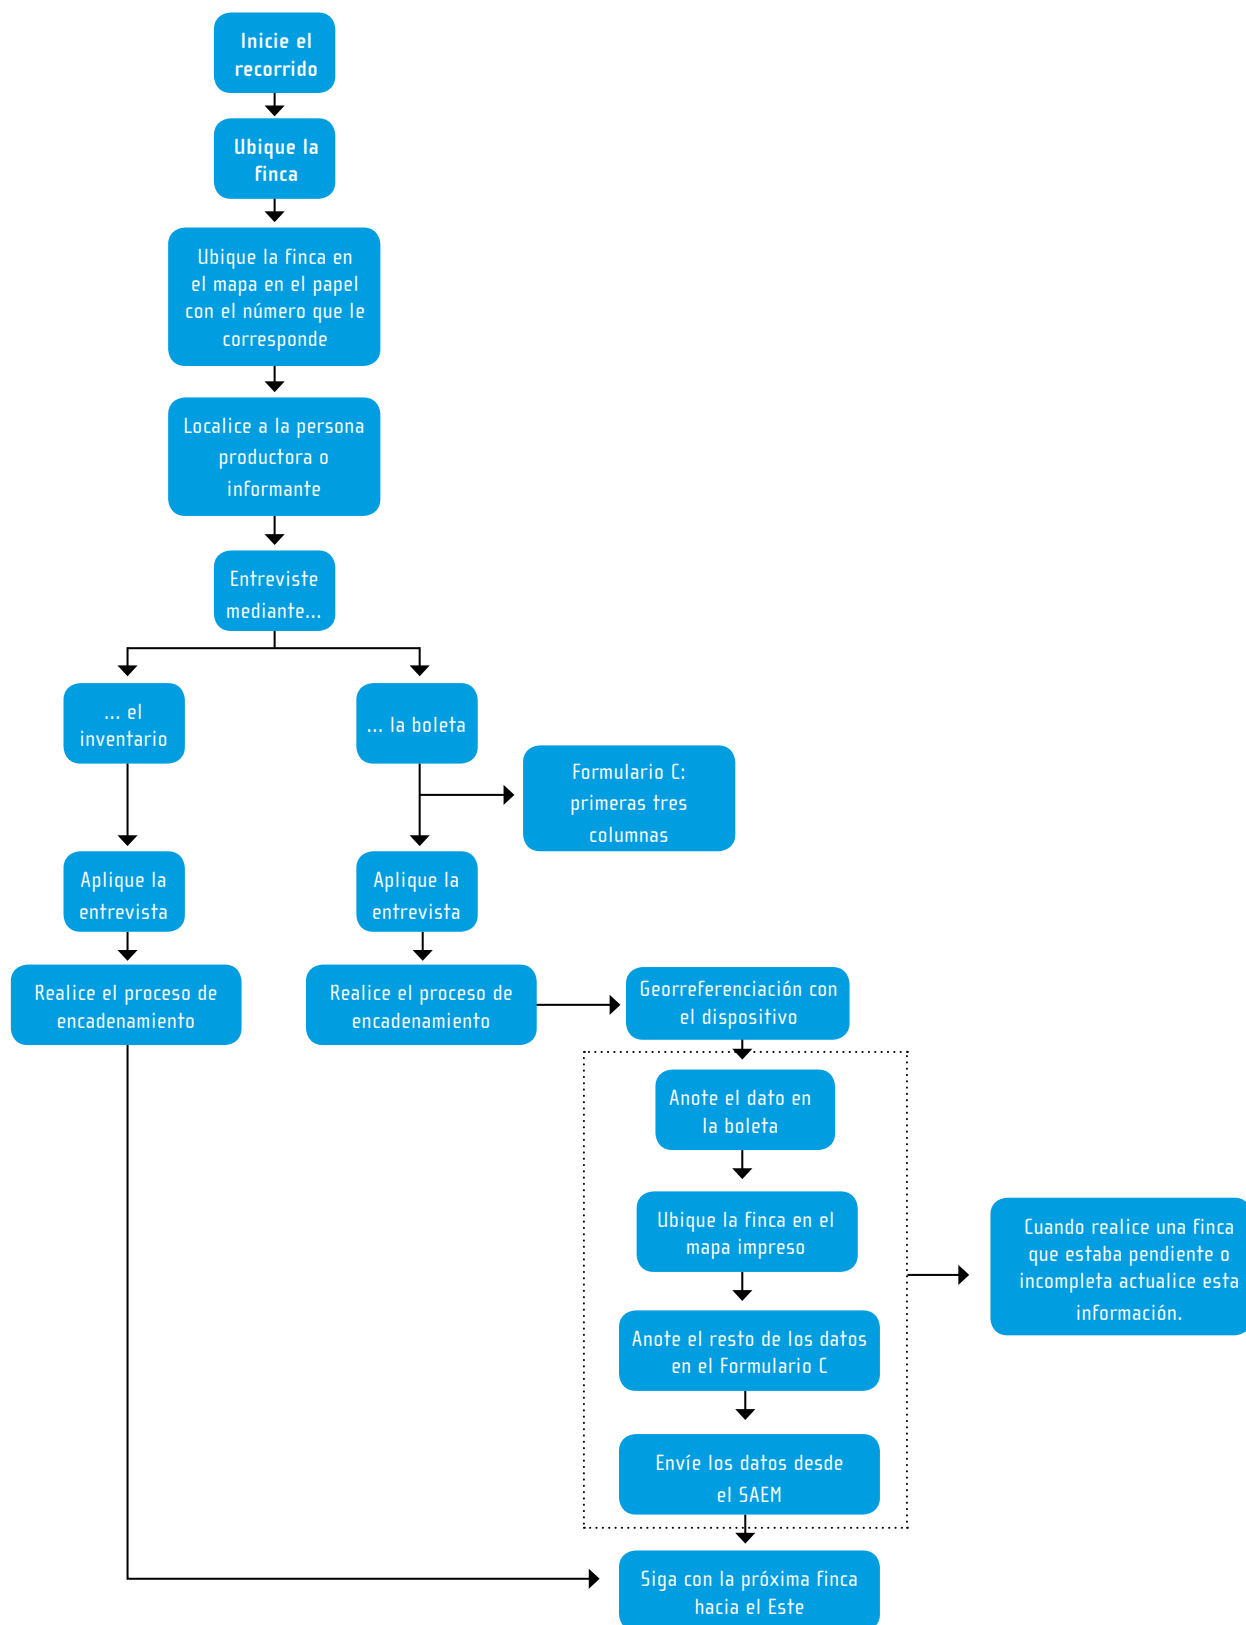 Inicie el
recorrido
Ubique la
finca
Ubique la finca en
el mapa en el papel
con el número que le
corresponde
Localice a la persona
productora o
informante
Entreviste
mediante...
... el
inventario
... la boleta
Formulario C:
primeras tres
columnas
Aplique la
entrevista
Aplique la
entrevista
Realice el proceso de
encadenamiento
Realice el proceso de
encadenamiento
Georreferenciación con
el dispositivo
Anote el dato en
la boleta
Ubique la finca en el
mapa impreso
Cuando realice una finca
que estaba pendiente o
incompleta actualice esta
información.
Anote el resto de los datos
en el Formulario C
Envíe los datos desde
el SAEM
Siga con la próxima finca
hacia el Este